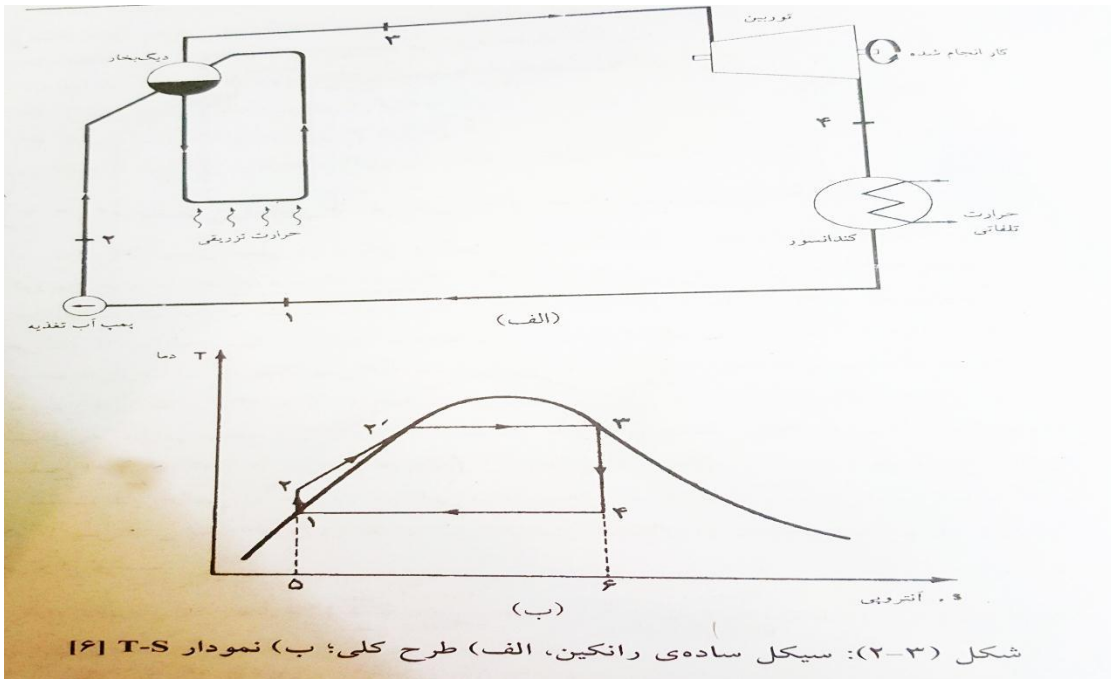 توربین
۳
دیگ‌بخار
کار انجام شده
۴
حرارت
تلفاتی
کندانسور
حرارت تزریقی
۲
۱
پمپ آب تغذیه
(الف)
دما T
۲′
۳
۲
۱
۴
۵
۶
s ، آنتروپی
(ب)
شکل (۳-۲): سیکل ساده‌ی رانکین، الف) طرح کلی؛ ب) نمودار T-S [۶]